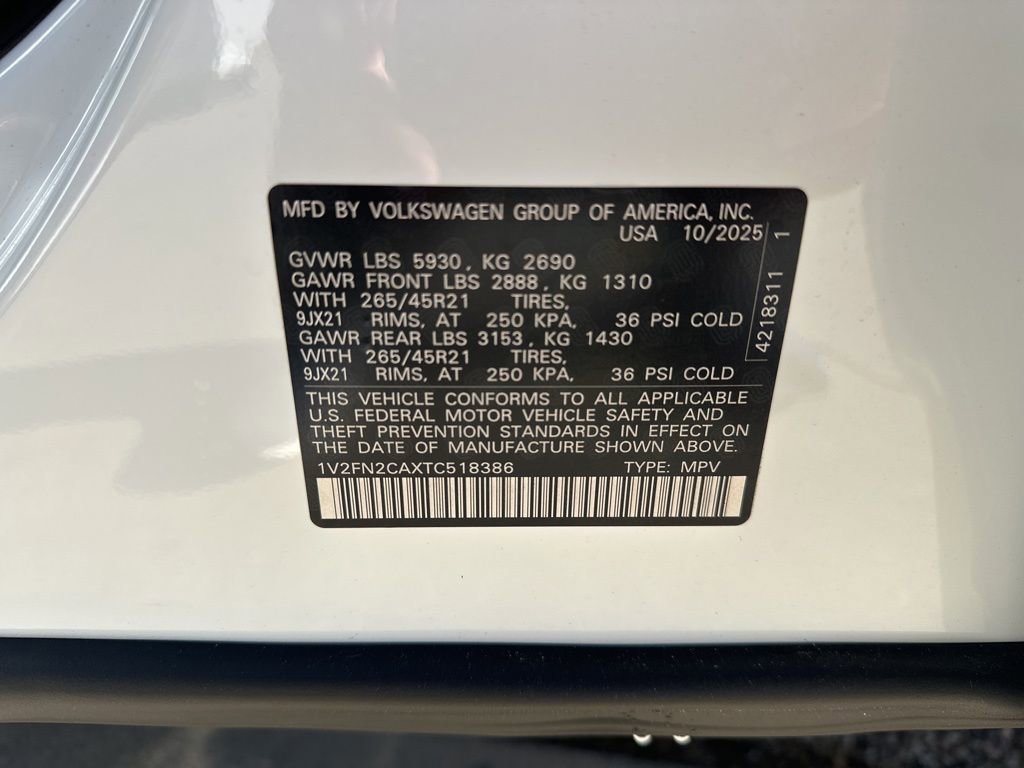 MFD BY VOLKSWAGEN GROUP OF AMERICA, INC.
USA 10/2025
GVWR LBS 5930, KG 2690
GAWR FRONT LBS 2888, KG 1310
WITH 265/45R21 TIRES,
9JX21 RIMS, AT 250 KPA, 36 PSI COLD
GAWR REAR LBS 3153, KG 1430
WITH 265/45R21 TIRES,
9JX21 RIMS, AT 250 KPA, 36 PSI COLD
4218311 1
THIS VEHICLE CONFORMS TO ALL APPLICABLE
U.S. FEDERAL MOTOR VEHICLE SAFETY AND
THEFT PREVENTION STANDARDS IN EFFECT ON
THE DATE OF MANUFACTURE SHOWN ABOVE.
1V2FN2CAXTC518386 TYPE: MPV